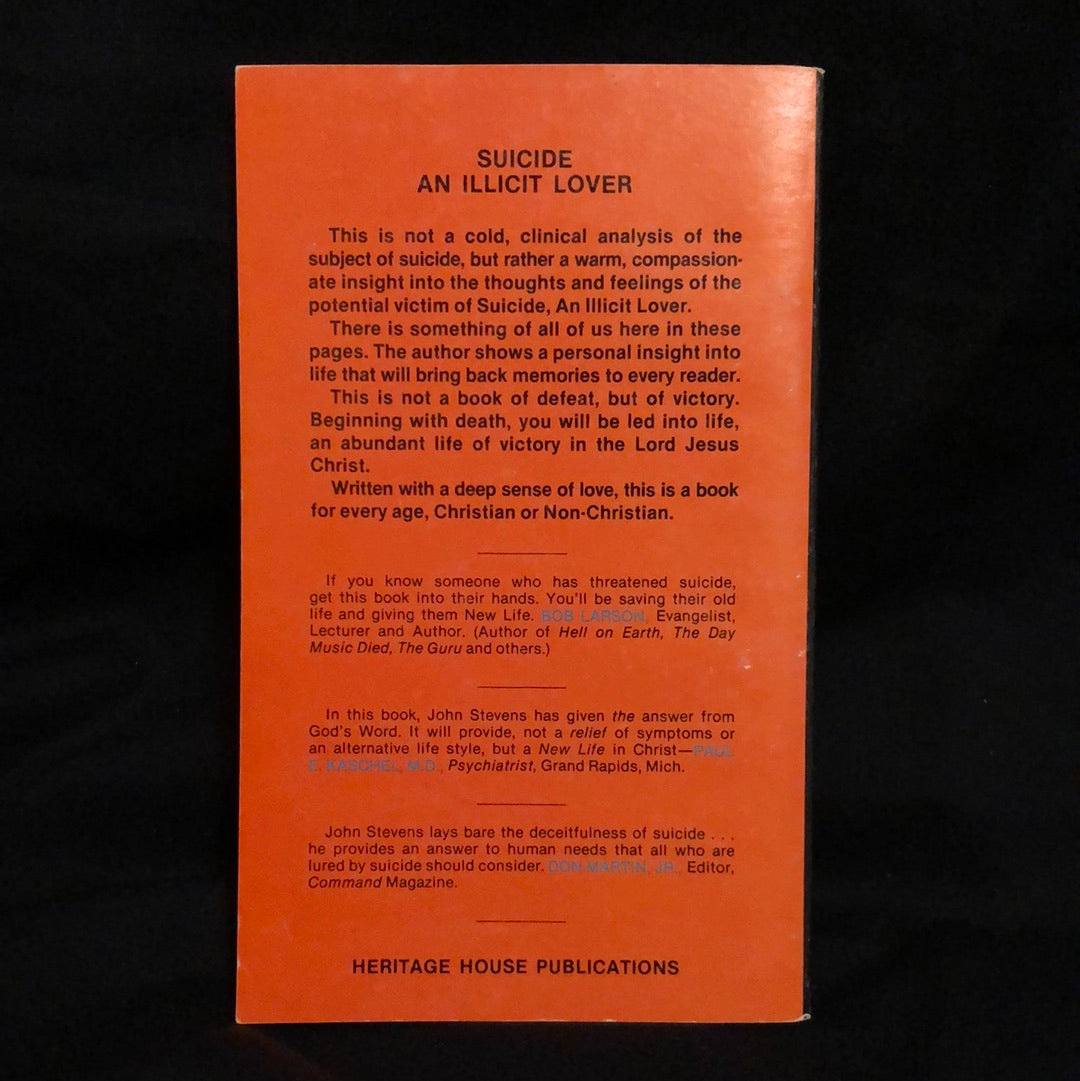 SUICIDE
AN ILLICIT LOVER
This is not a cold, clinical analysis of the
subject of suicide, but rather a warm, compassion-
ate insight into the thoughts and feelings of the
potential victim of Suicide, An Illicit Lover.
There is something of all of us here in these
pages. The author shows a personal insight into
life that will bring back memories to every reader.
This is not a book of defeat, but of victory.
Beginning with death, you will be led into life,
an abundant life of victory in the Lord Jesus
Christ.
Written with a deep sense of love, this is a book
for every age, Christian or Non-Christian.
If you know someone who has threatened suicide,
get this book into their hands. You'll be saving their old
life and giving them New Life. BOB LARSON, Evangelist,
Lecturer and Author. (Author of Hell on Earth, The Day
Music Died, The Guru and others.)
In this book, John Stevens has given the answer from
God's Word. It will provide, not a relief of symptoms or
an alternative life style, but a New Life in Christ—PAUL
E. KASCHEL, M.D., Psychiatrist, Grand Rapids, Mich.
John Stevens lays bare the deceitfulness of suicide . . .
he provides an answer to human needs that all who are
lured by suicide should consider. DON MARTIN, JR., Editor,
Command Magazine.
HERITAGE HOUSE PUBLICATIONS